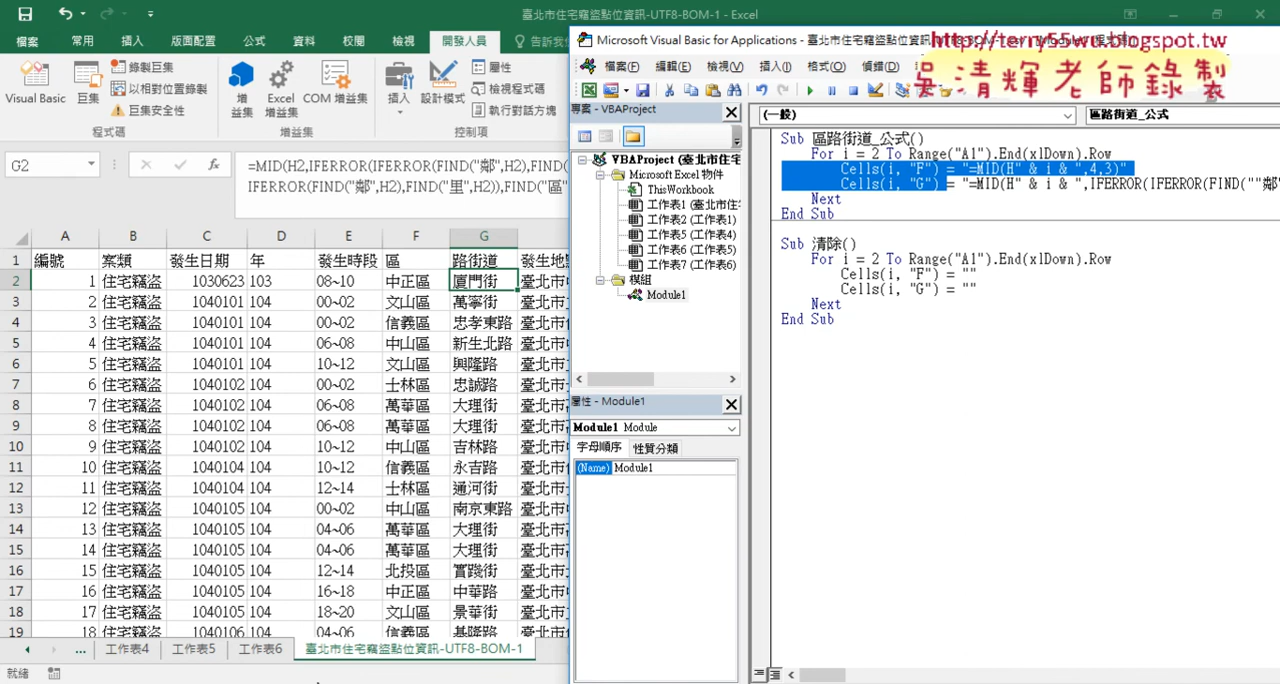 臺北市住宅竊盜點位資訊-UTF8-BOM-1 - Excel
檔案 常用 插入 版面配置 公式 資料 校閱 檢視 開發人員 告訴我
Visual Basic 巨集 錄製巨集 以相對位置錄製 巨集安全性 程式碼
增益集 Excel 增益集 COM 增益集 增益集
插入 設計模式 屬性 檢視程式碼 執行對話方塊 控制項
G2 fx =MID(H2,IFERROR(IFERROR(FIND("鄰",H2),FIND(
IFERROR(FIND("鄰",H2),FIND("里",H2)),FIND("區"
A B C D E F G
1 編號 案類 發生日期 年 發生時段 區 路街道 發生地
2 1 住宅竊盜 1030623 103 08~10 中正區 廈門街 臺北市
3 2 住宅竊盜 1040101 104 00~02 文山區 萬寧街 臺北市
4 3 住宅竊盜 1040101 104 00~02 信義區 忠孝東路 臺北市
5 4 住宅竊盜 1040101 104 06~08 中山區 新生北路 臺北市
6 5 住宅竊盜 1040101 104 10~12 文山區 興隆路 臺北市
7 6 住宅竊盜 1040102 104 00~02 士林區 忠誠路 臺北市
8 7 住宅竊盜 1040102 104 06~08 萬華區 大理街 臺北市
9 8 住宅竊盜 1040102 104 06~08 萬華區 大理街 臺北市
10 9 住宅竊盜 1040102 104 10~12 中山區 吉林路 臺北市
11 10 住宅竊盜 1040104 104 10~12 信義區 永吉路 臺北市
12 11 住宅竊盜 1040104 104 12~14 士林區 通河街 臺北市
13 12 住宅竊盜 1040105 104 00~02 中山區 南京東路 臺北市
14 13 住宅竊盜 1040105 104 04~06 萬華區 大理街 臺北市
15 14 住宅竊盜 1040105 104 04~06 萬華區 大理街 臺北市
16 15 住宅竊盜 1040105 104 12~14 北投區 實踐街 臺北市
17 16 住宅竊盜 1040105 104 16~18 中正區 中華路 臺北市
18 17 住宅竊盜 1040105 104 18~20 文山區 景華街 臺北市
19 18 住宅竊盜 1040106 104 04~06 信義區 基隆路 臺北市
... 工作表4 工作表5 工作表6 臺北市住宅竊盜點位資訊-UTF8-BOM-1
就緒
Microsoft Visual Basic for Applications - 臺北市住宅竊盜點位資訊-UTF8-BOM
http://terry55wu.blogspot.tw
吳清輝老師錄製
檔案(F) 編輯(E) 檢視(V) 插入(I) 格式(O) 偵錯(D)
專案 - VBAProject
VBAProject (臺北市住宅
Microsoft Excel 物件
ThisWorkbook
工作表1 (臺北市住
工作表2 (工作表1)
工作表4 (工作表3)
工作表5 (工作表4)
工作表6 (工作表5)
工作表7 (工作表6)
模組
Module1
屬性 - Module1
Module1 Module
字母順序 性質分類
(Name) Module1
(一般) 區路街道_公式
Sub 區路街道_公式()
For i = 2 To Range("A1").End(xlDown).Row
Cells(i, "F") = "=MID(H" & i & ",4,3)"
Cells(i, "G") = "=MID(H" & i & ",IFERROR(IFERROR(FIND(""鄰
Next
End Sub
Sub 清除()
For i = 2 To Range("A1").End(xlDown).Row
Cells(i, "F") = ""
Cells(i, "G") = ""
Next
End Sub